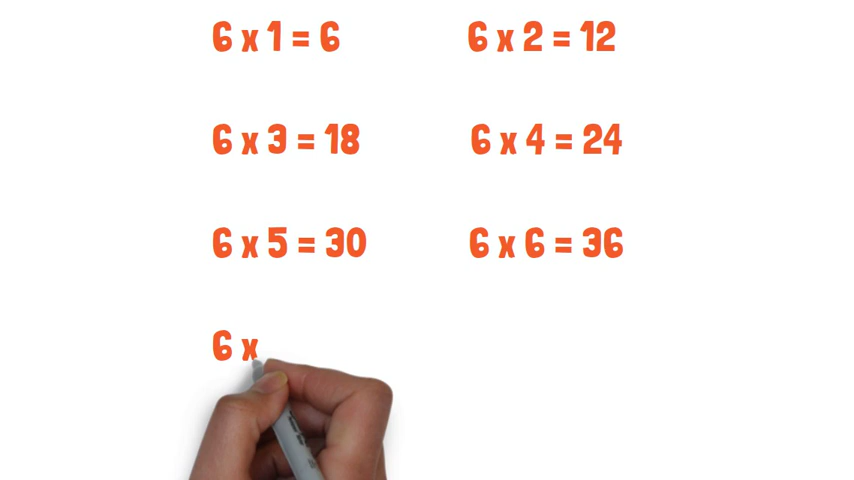 6 x 1 = 6
6 x 2 = 12
6 x 3 = 18
6 x 4 = 24
6 x 5 = 30
6 x 6 = 36
6 x